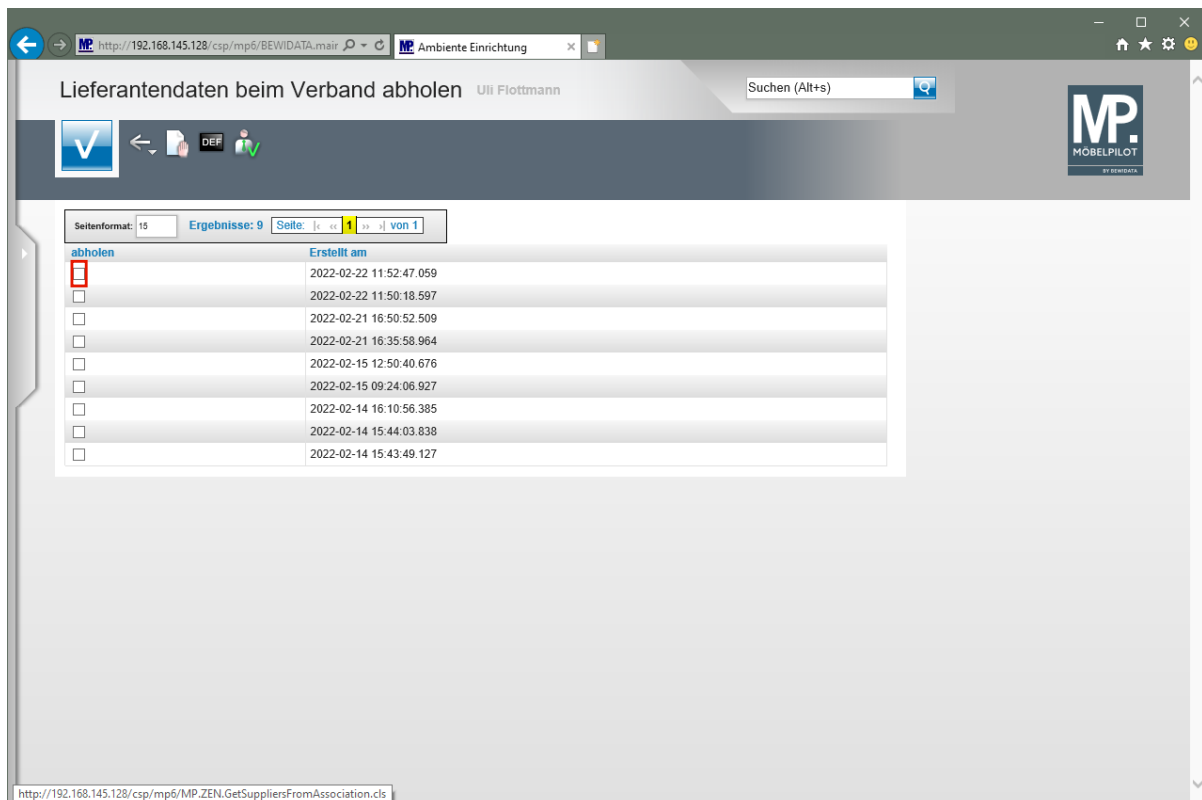 http://192.168.145.128/csp/mp6/BEWIDATA.mair
MP. Ambiente Einrichtung
Lieferantendaten beim Verband abholen Uli Flottmann
Suchen (Alt+s)
DEF
MP.
MÖBELPILOT
BY BEWIDATA
Seitenformat: 15 Ergebnisse: 9 Seite: |‹ ‹‹ 1 ›› ›| von 1
abholen Erstellt am
2022-02-22 11:52:47.059
2022-02-22 11:50:18.597
2022-02-21 16:50:52.509
2022-02-21 16:35:58.964
2022-02-15 12:50:40.676
2022-02-15 09:24:06.927
2022-02-14 16:10:56.385
2022-02-14 15:44:03.838
2022-02-14 15:43:49.127
http://192.168.145.128/csp/mp6/MP.ZEN.GetSuppliersFromAssociation.cls